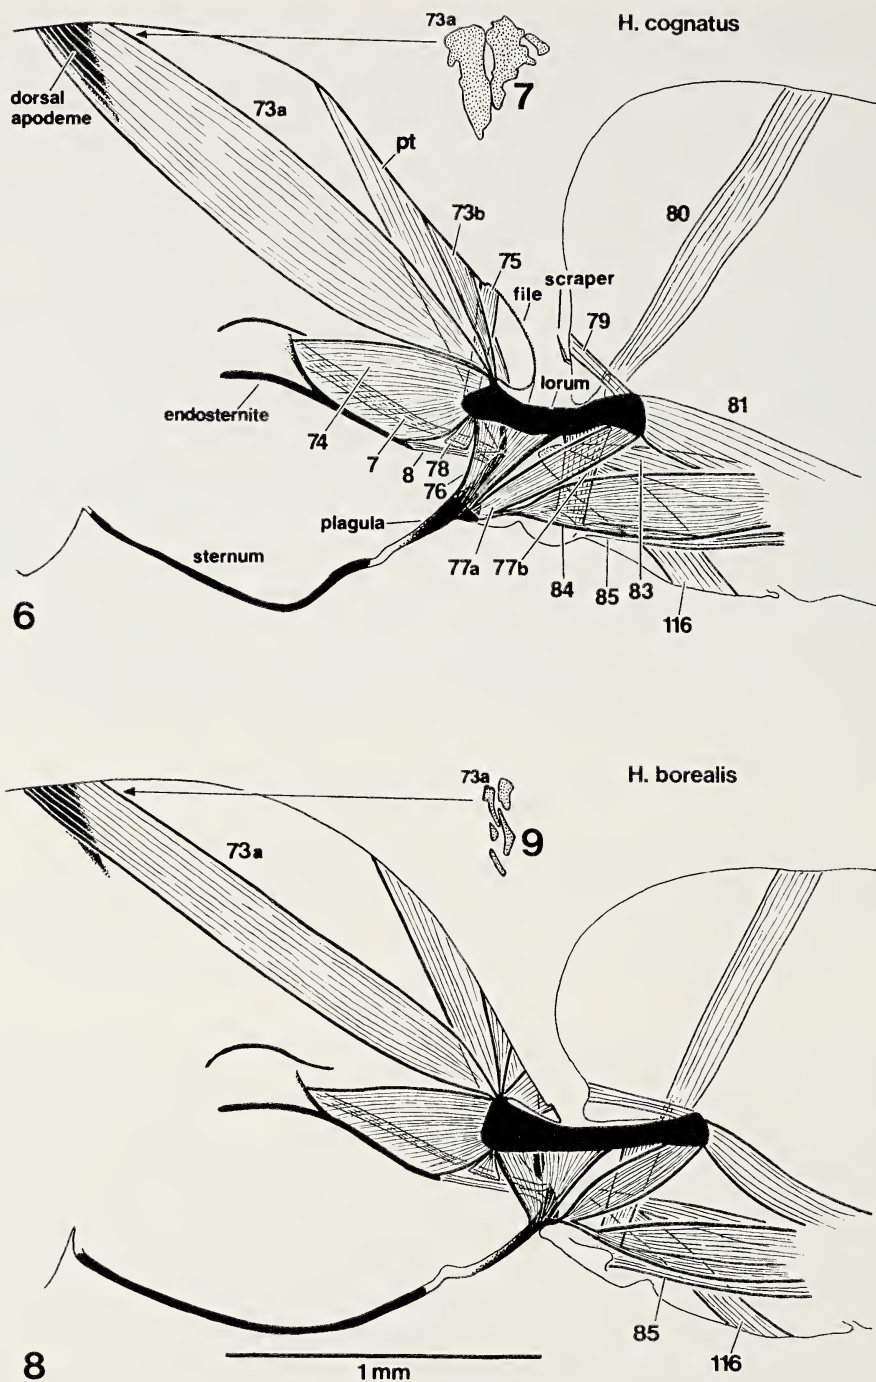 73a
H. cognatus
7
dorsal
apodeme
73a
pt
73b
80
75
file
scraper
79
lorum
81
endosternite
74
7
8
78
76
plagula
sternum
77a
77b
84
85
83
116
6
73a
H. borealis
9
73a
85
116
8
1 mm